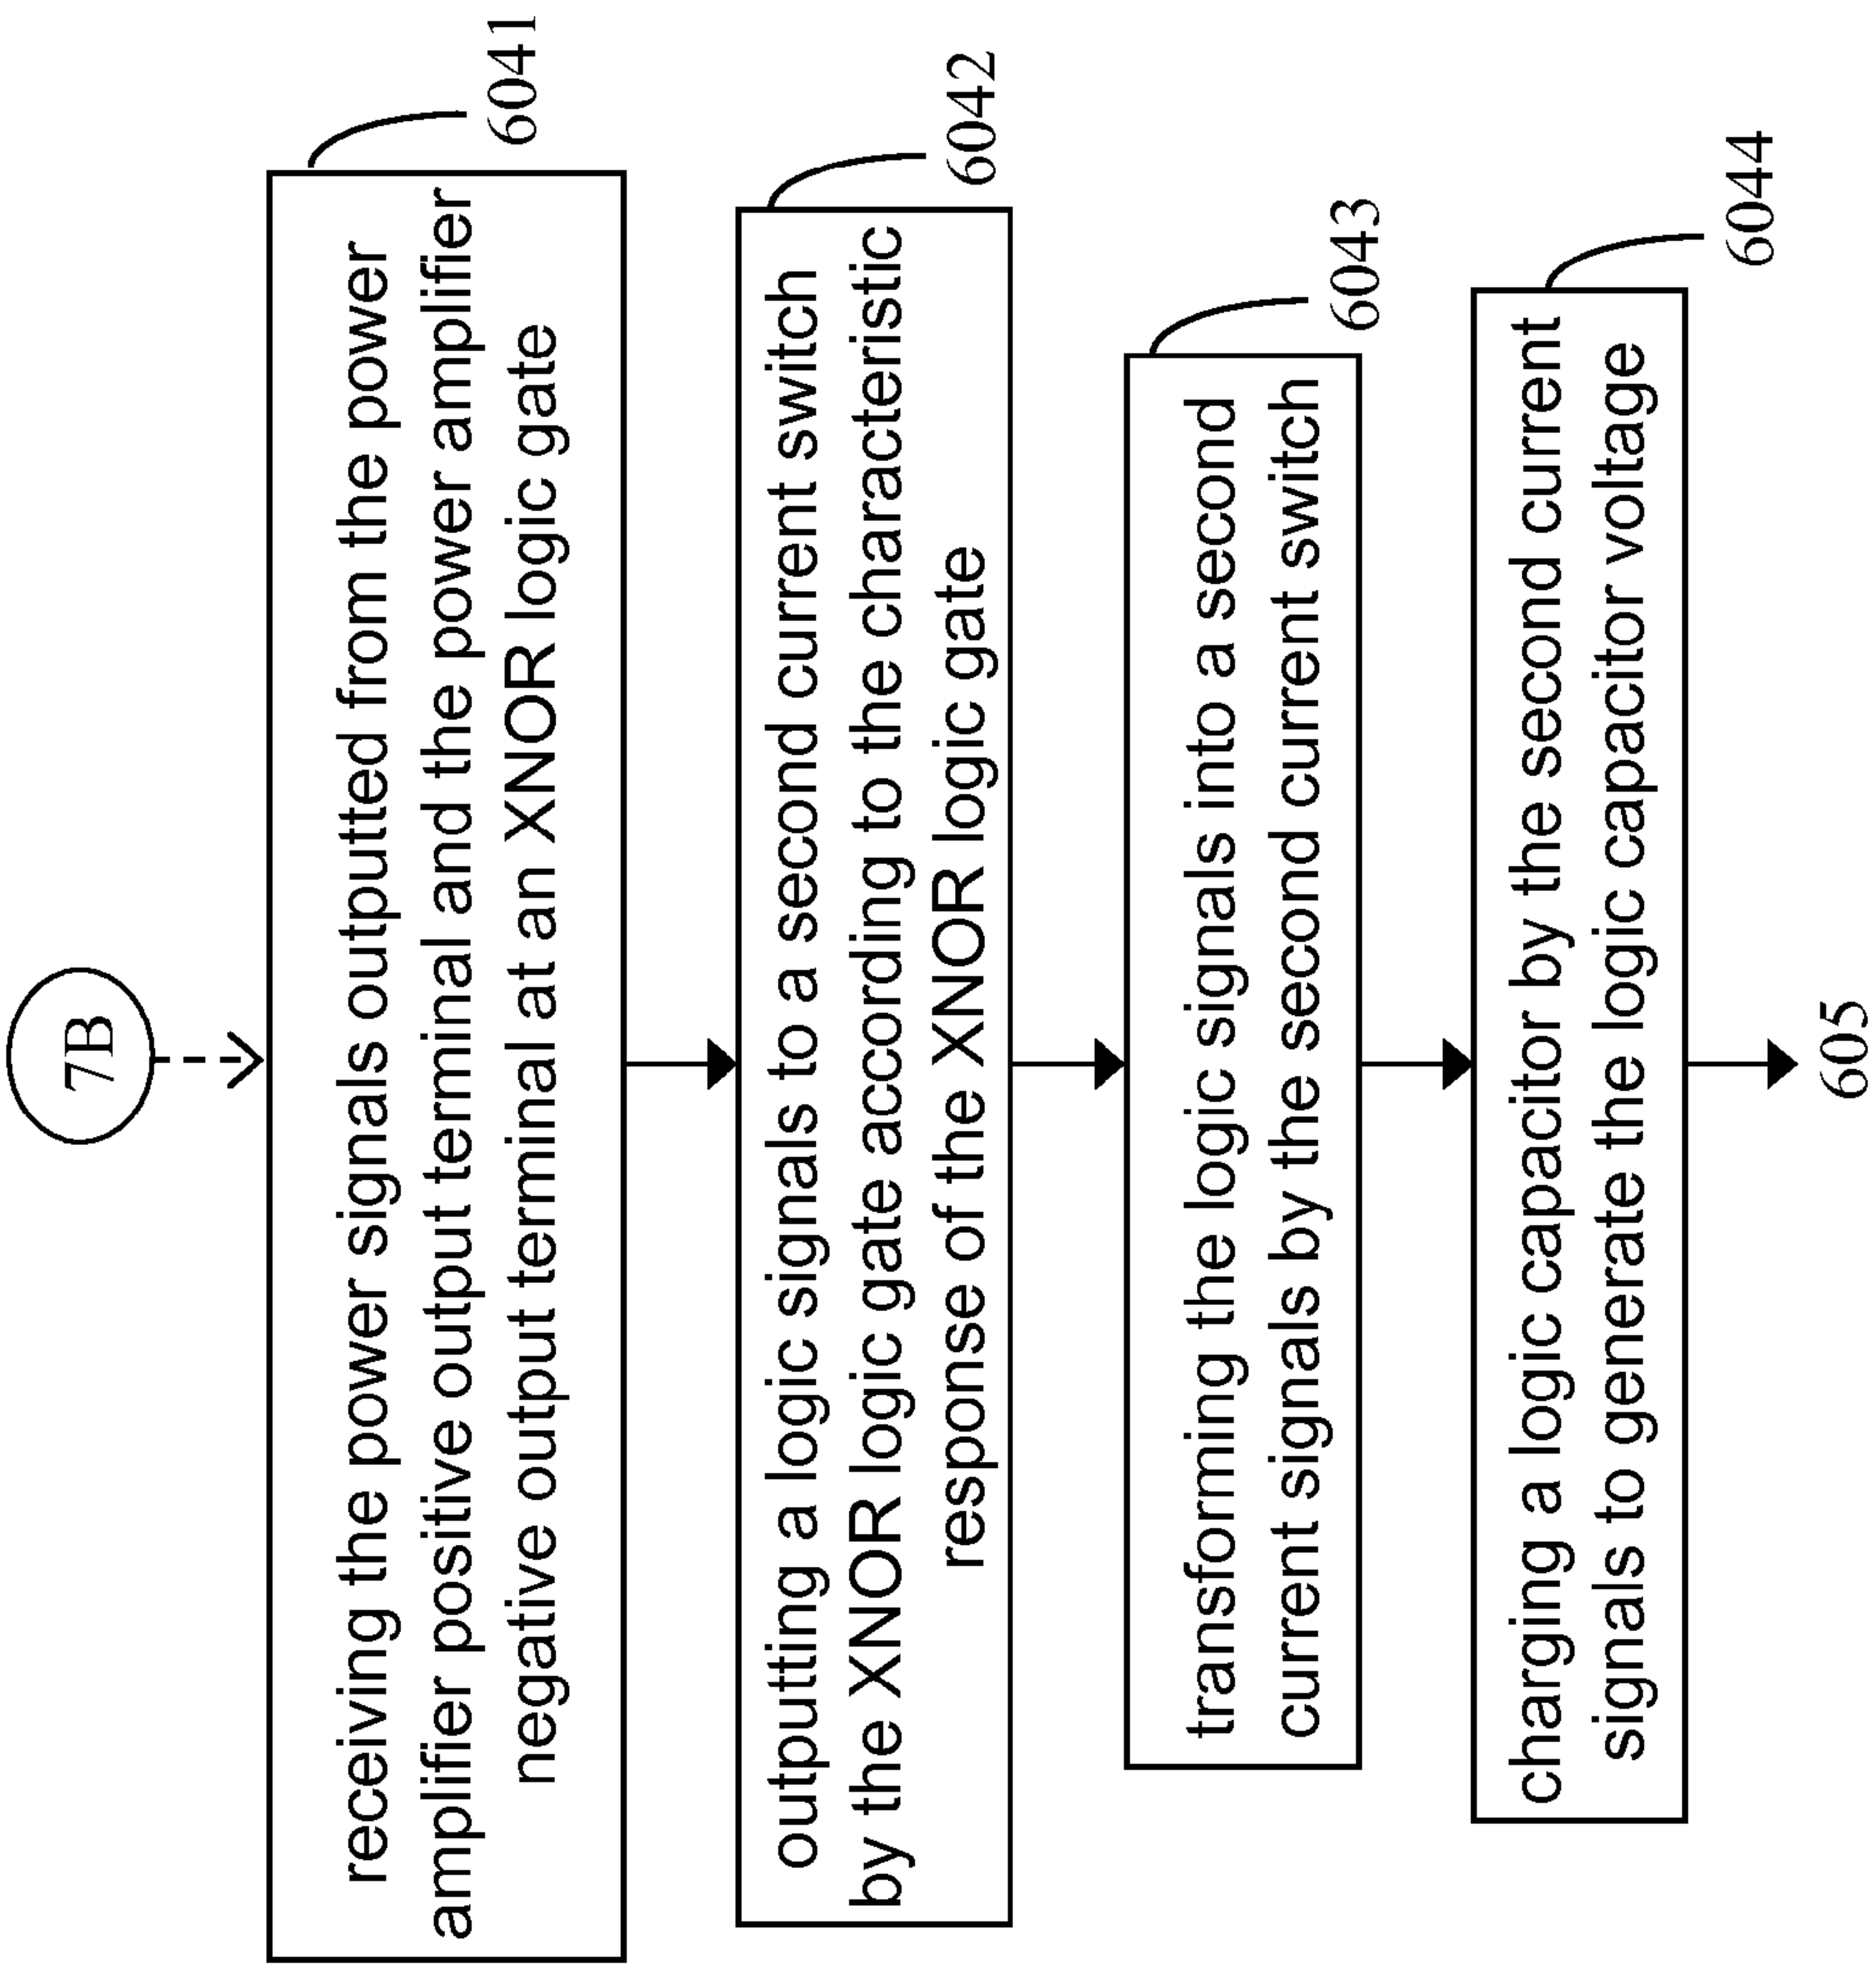 7B
6041
receiving the power signals outputted from the power
amplifier positive output terminal and the power amplifier
negative output terminal at an XNOR logic gate
6042
outputting a logic signals to a second current switch
by the XNOR logic gate according to the characteristic
response of the XNOR logic gate
6043
transforming the logic signals into a second
current signals by the second current switch
6044
charging a logic capacitor by the second current
signals to generate the logic capacitor voltage
605